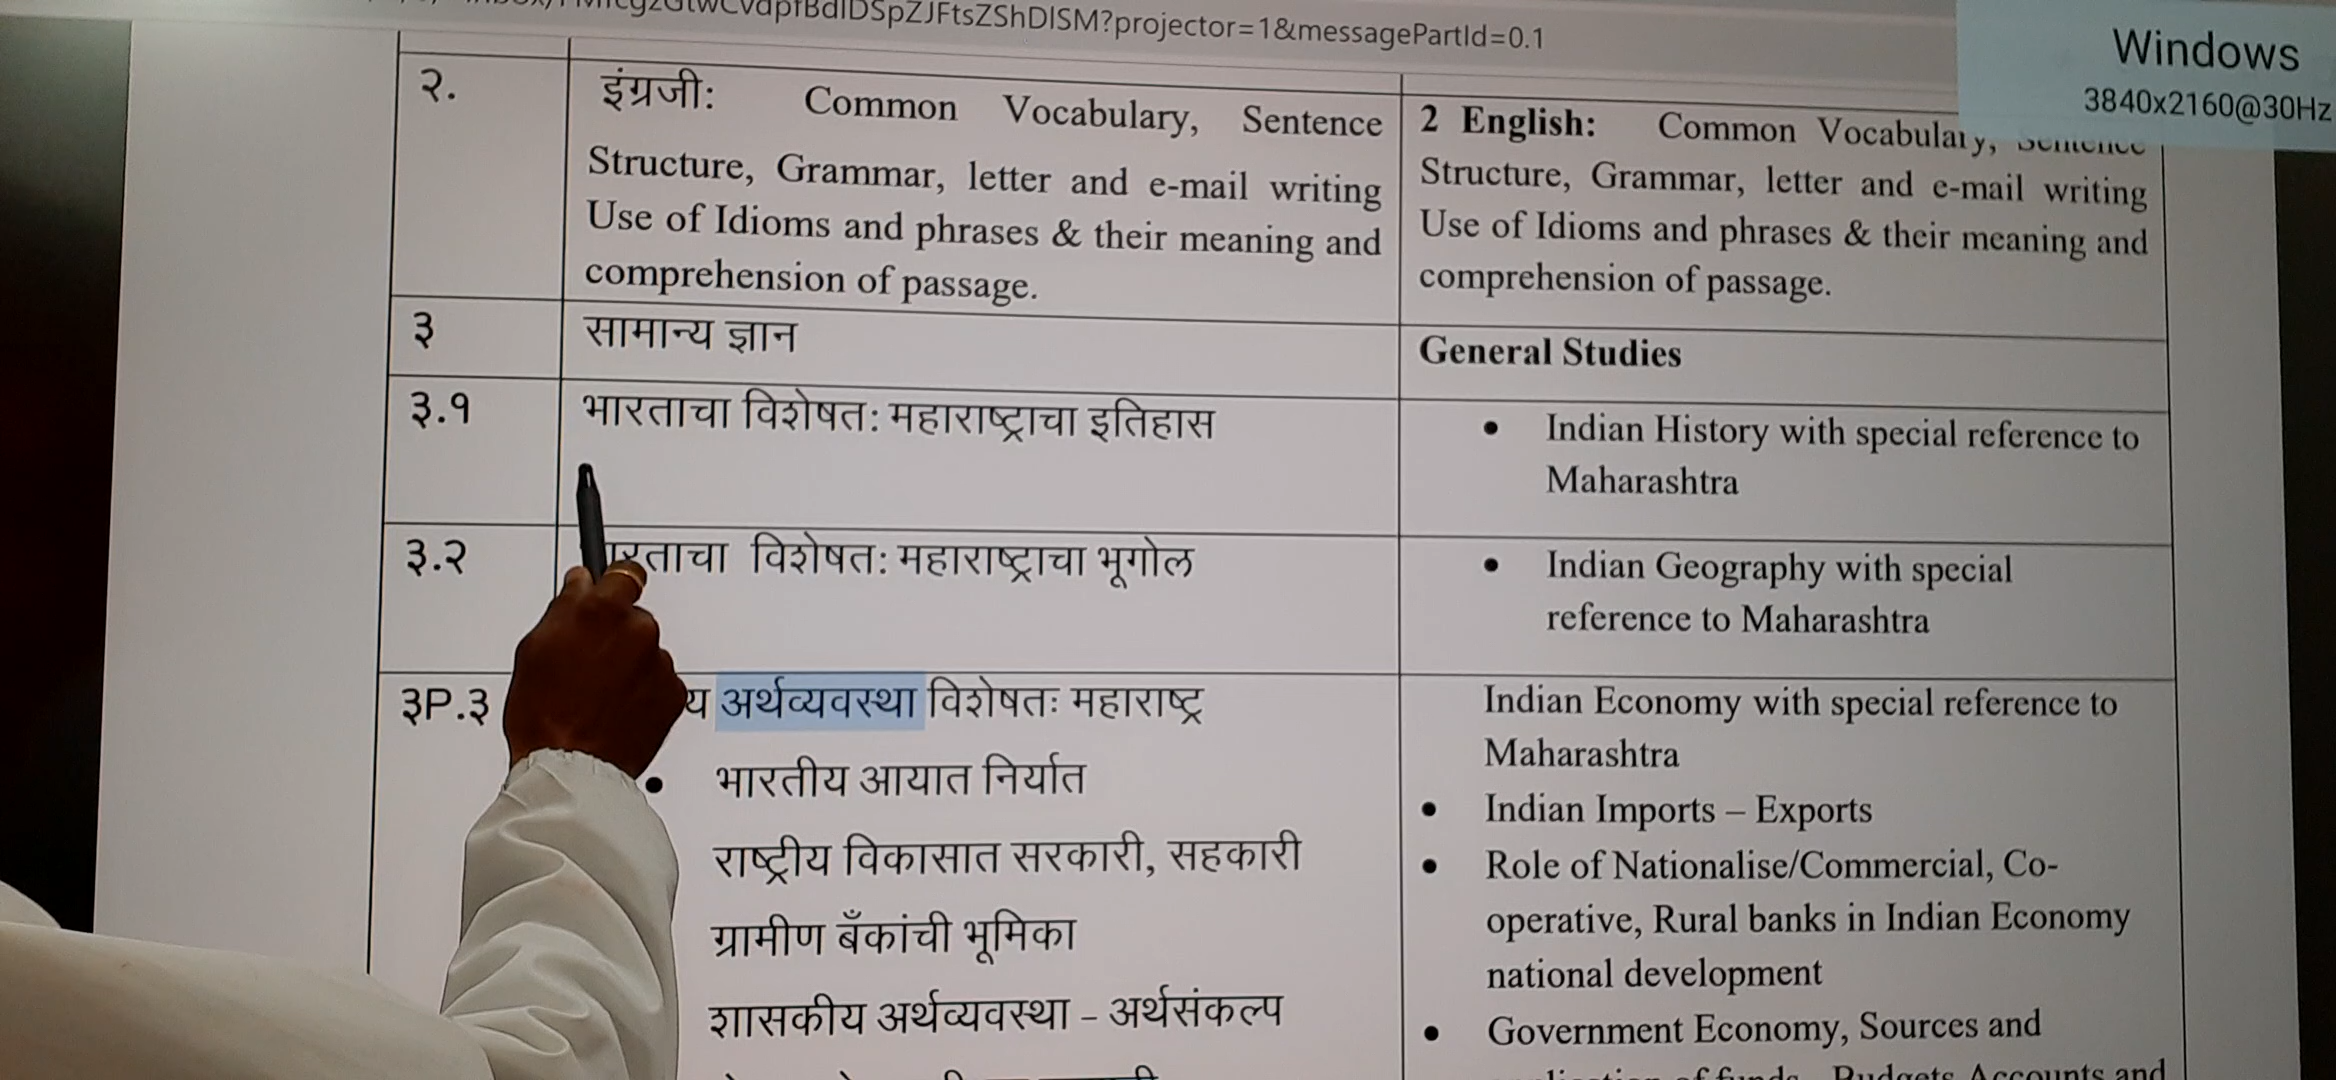 projector=1&messagePartId=0.1
Windows
3840x2160@30Hz
२.
इंग्रजी: Common Vocabulary, Sentence
Structure, Grammar, letter and e-mail writing
Use of Idioms and phrases & their meaning and
comprehension of passage.
2 English: Common Vocabulary, Sentence
Structure, Grammar, letter and e-mail writing
Use of Idioms and phrases & their meaning and
comprehension of passage.
३
सामान्य ज्ञान
General Studies
३.१
भारताचा विशेषत: महाराष्ट्राचा इतिहास
• Indian History with special reference to
Maharashtra
३.२
विशेषत: महाराष्ट्राचा भूगोल
• Indian Geography with special
reference to Maharashtra
३P.३
य अर्थव्यवस्था विशेषतः महाराष्ट्र
• भारतीय आयात निर्यात
राष्ट्रीय विकासात सरकारी, सहकारी
ग्रामीण बँकांची भूमिका
शासकीय अर्थव्यवस्था - अर्थसंकल्प
Indian Economy with special reference to
Maharashtra
• Indian Imports – Exports
• Role of Nationalise/Commercial, Co-
operative, Rural banks in Indian Economy
national development
• Government Economy, Sources and
of funds Budgets Accounts and